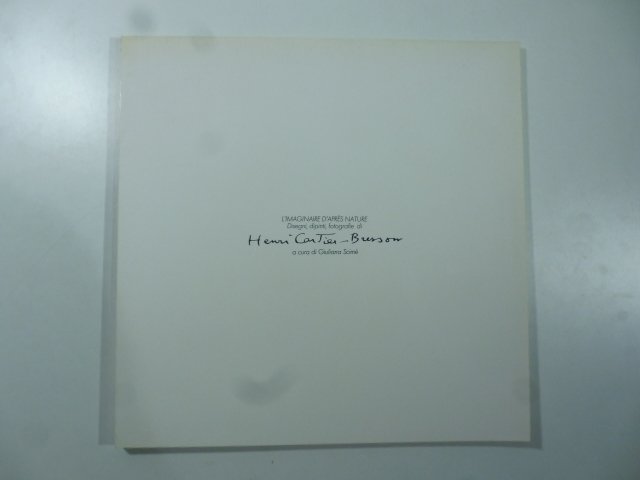 L'IMAGINAIRE D'APRÈS NATURE
Disegni, dipinti, fotografie di
Henri Cartier-Bresson
a cura di Giuliana Scimé